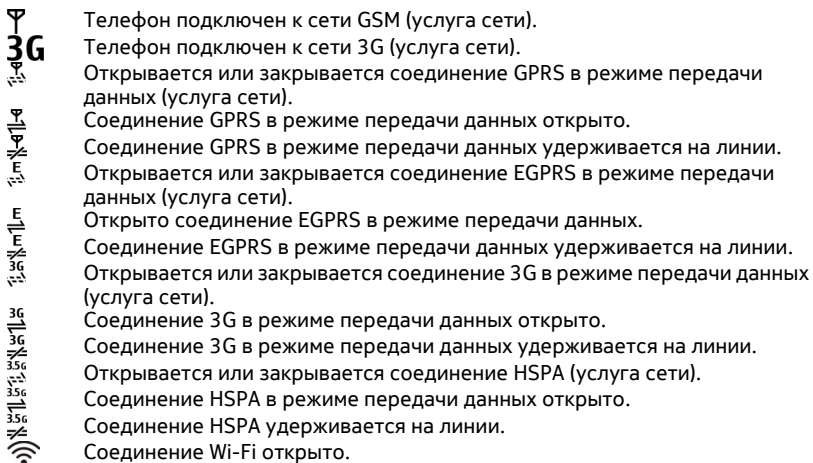 Телефон подключен к сети GSM (услуга сети).
3G Телефон подключен к сети 3G (услуга сети).
Открывается или закрывается соединение GPRS в режиме передачи
данных (услуга сети).
Соединение GPRS в режиме передачи данных открыто.
Соединение GPRS в режиме передачи данных удерживается на линии.
E Открывается или закрывается соединение EGPRS в режиме передачи
данных (услуга сети).
E Открыто соединение EGPRS в режиме передачи данных.
E Соединение EGPRS в режиме передачи данных удерживается на линии.
3G Открывается или закрывается соединение 3G в режиме передачи данных
(услуга сети).
3G Соединение 3G в режиме передачи данных открыто.
3G Соединение 3G в режиме передачи данных удерживается на линии.
3.5G Открывается или закрывается соединение HSPA (услуга сети).
3.5G Соединение HSPA в режиме передачи данных открыто.
3.5G Соединение HSPA удерживается на линии.
Соединение Wi-Fi открыто.